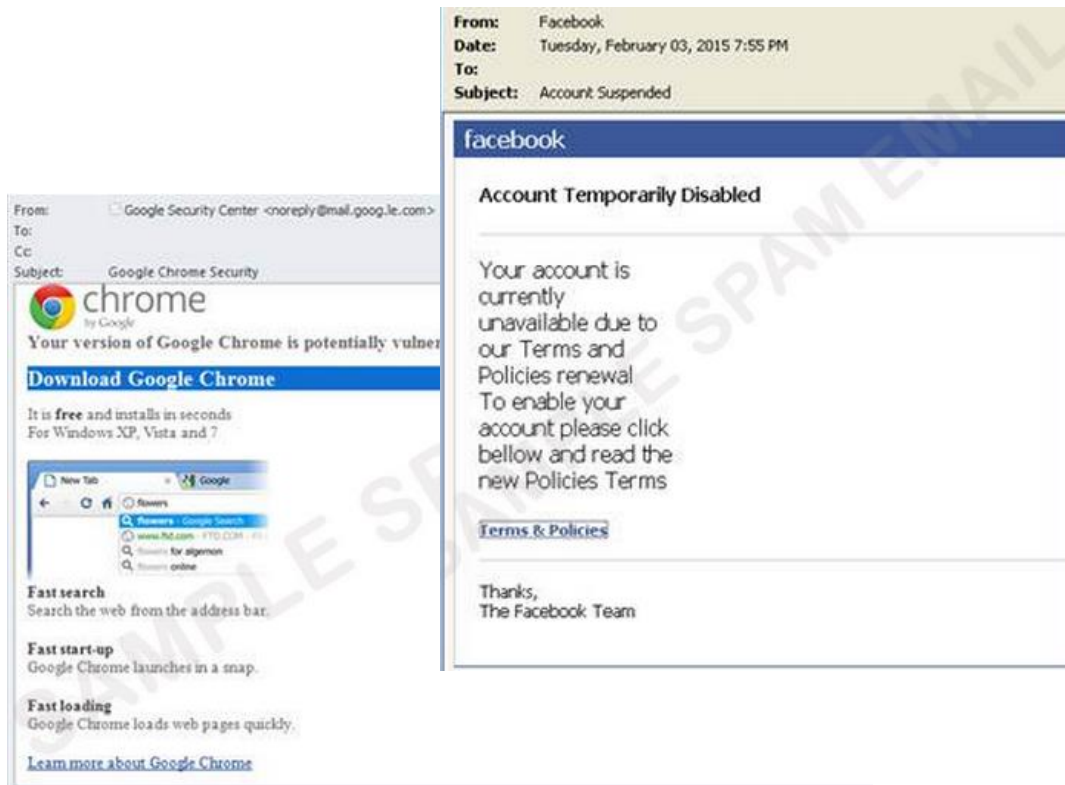 From: Facebook
Date: Tuesday, February 03, 2015 7:55 PM
To:
Subject: Account Suspended
facebook
Account Temporarily Disabled
Your account is
currently
unavailable due to
our Terms and
Policies renewal
To enable your
account please click
bellow and read the
new Policies Terms
Terms & Policies
Thanks,
The Facebook Team
From: Google Security Center <noreply@mail.goog.le.com>
To:
Cc:
Subject: Google Chrome Security
chrome
by Google
Your version of Google Chrome is potentially vulner
Download Google Chrome
It is free and installs in seconds
For Windows XP, Vista and 7
New Tab
Google
flowers
flowers - Google Search
www.ftd.com - FTD.COM
flowers for algernon
flowers online
Fast search
Search the web from the address bar.
Fast start-up
Google Chrome launches in a snap.
Fast loading
Google Chrome loads web pages quickly.
Learn more about Google Chrome
SAMPLE SPAM EMAIL